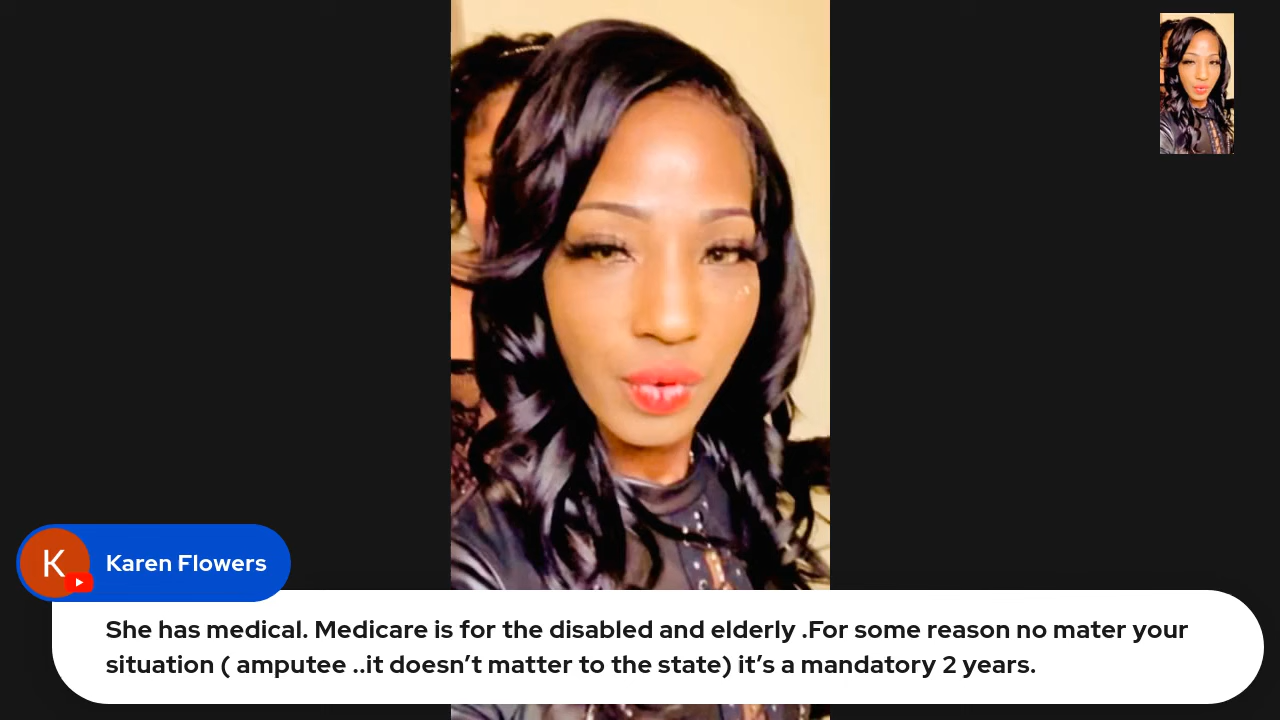 K
Karen Flowers
She has medical. Medicare is for the disabled and elderly .For some reason no mater your
situation ( amputee ..it doesn’t matter to the state) it’s a mandatory 2 years.